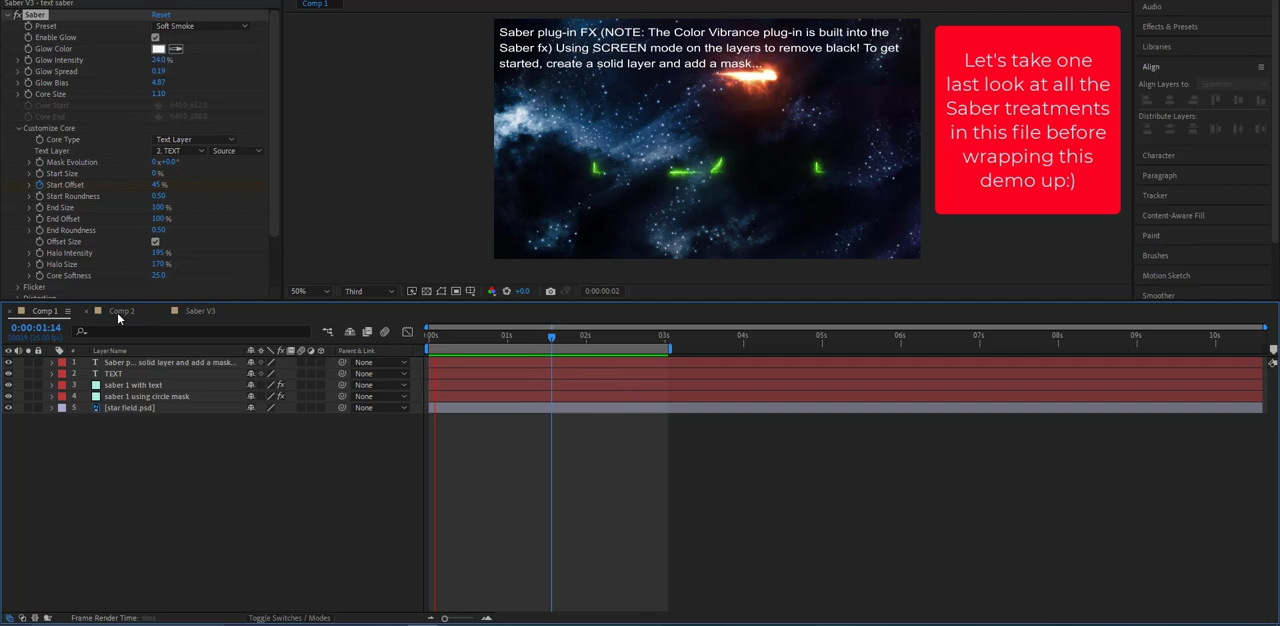 Saber V3 - text saber
fx Saber Reset
Preset Soft Smoke
Enable Glow
Glow Color
Glow Intensity 24.0 %
Glow Spread 0.19
Glow Bias 4.87
Core Size 1.10
Core Start 640.0, 612.0
Core End
Customize Core
Core Type Text Layer
Text Layer 2. TEXT Source
Mask Evolution 0x+0.0°
Start Size 0 %
Start Offset 45 %
Start Roundness 0.50
End Size 100 %
End Offset 100 %
End Roundness 0.50
Offset Size
Halo Intensity 195 %
Halo Size 170 %
Core Softness 25.0
Flicker
Distortion
Comp 1
Saber plug-in FX (NOTE: The Color Vibrance plug-in is built into the
Saber fx) Using SCREEN mode on the layers to remove black! To get
started, create a solid layer and add a mask...
50% Third +0.0 0:00:00:02
Let's take one
last look at all the
Saber treatments
in this file before
wrapping this
demo up:)
Audio
Effects & Presets
Libraries
Align
Align Layers to: Selection
Distribute Layers:
Character
Paragraph
Tracker
Content-Aware Fill
Paint
Brushes
Motion Sketch
Smoother
Comp 1 Comp 2 Saber V3
0:00:01:14
# Layer Name Parent & Link
1 T Saber p... solid layer and add a mask... None
2 T TEXT None
3 saber 1 with text fx None
4 saber 1 using circle mask fx None
5 [star field.psd] None
:00s 01s 02s 03s 04s 05s 06s 07s 08s 09s 10s
Frame Render Time: 0ms Toggle Switches / Modes